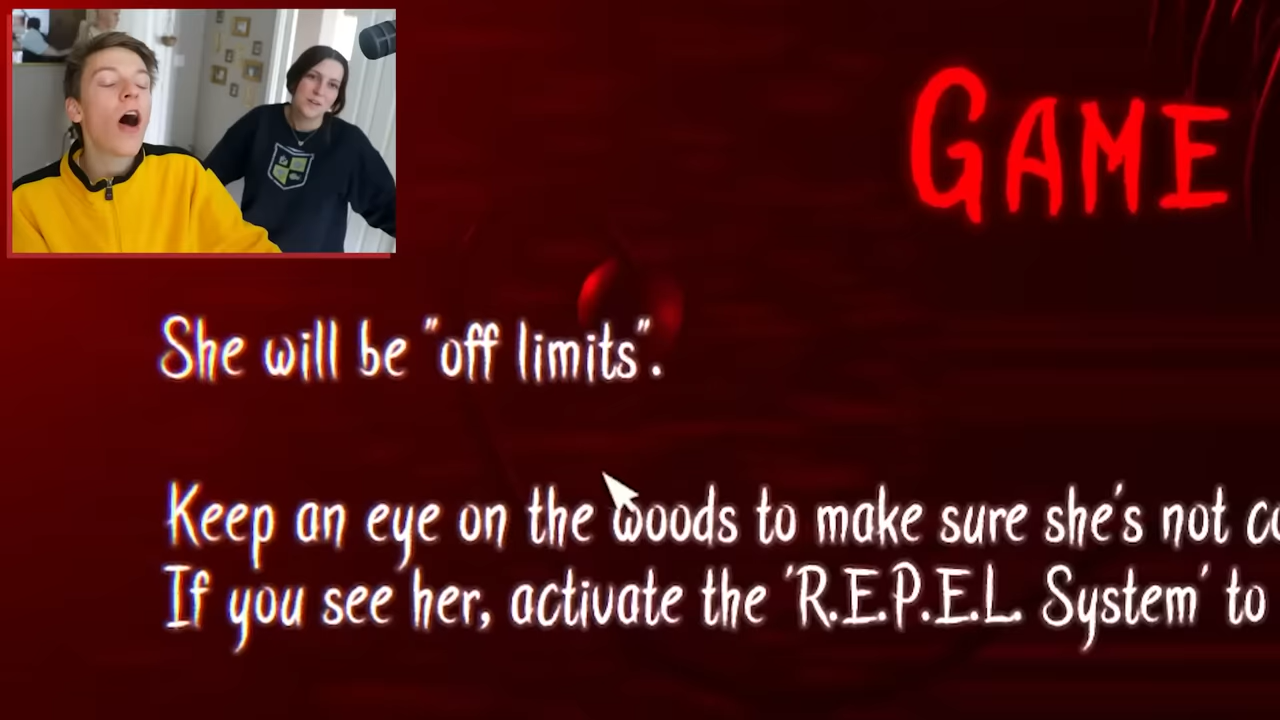 GAME
She will be "off limits".
Keep an eye on the woods to make sure she's not
If you see her, activate the 'R.E.P.E.L. System' to